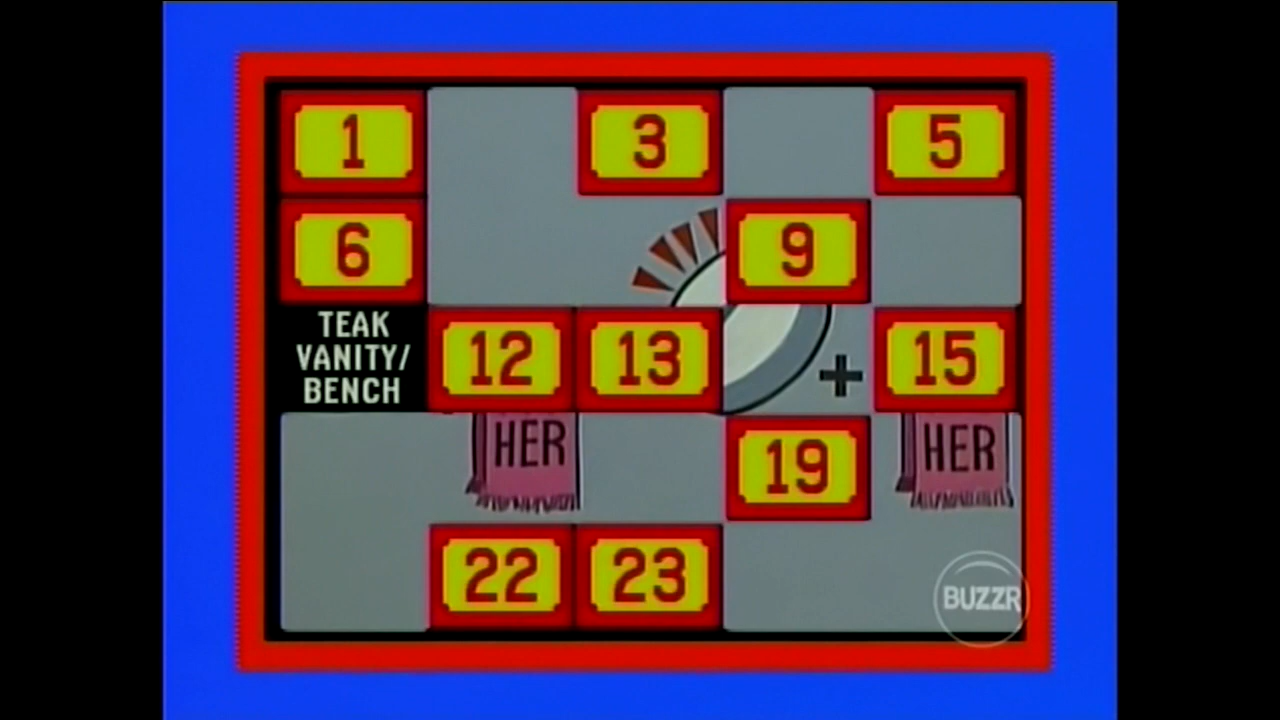 1 3 5
6 9
TEAK
VANITY/
BENCH
12 13 + 15
HER 19 HER
22 23
BUZZR